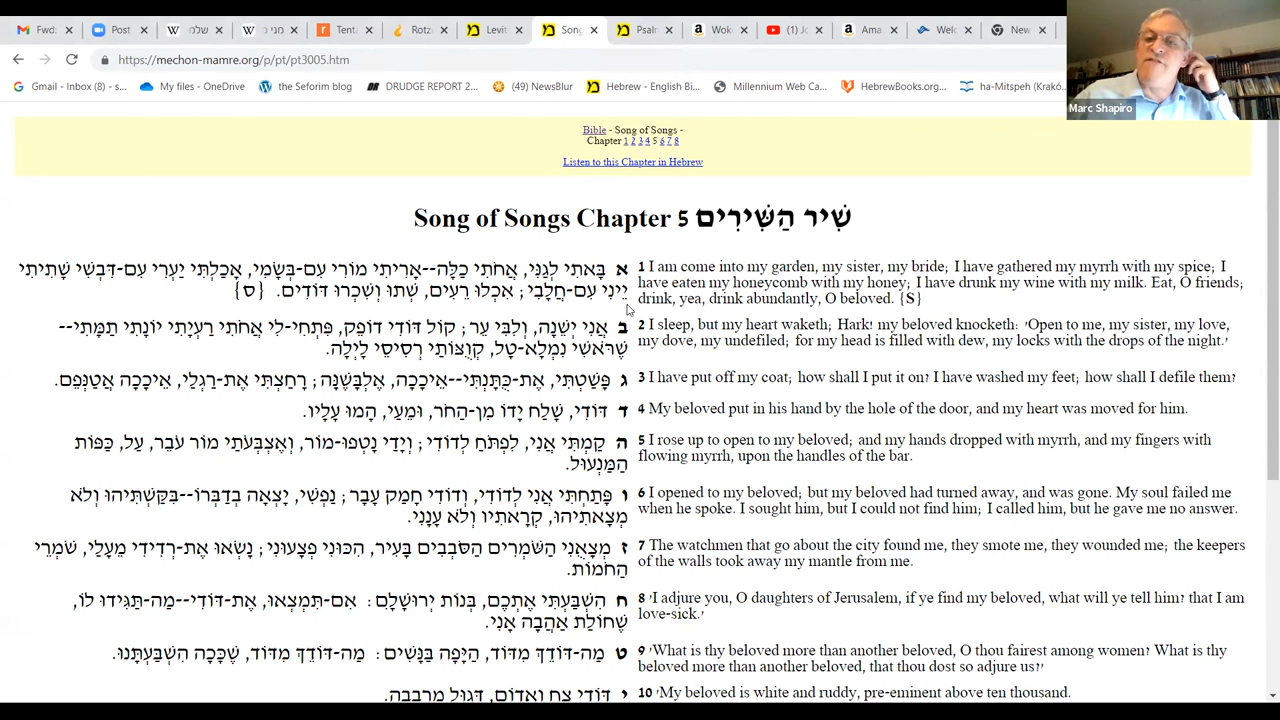 Fwd:
Post
שלמ
מני ר
Tenta
Rotz
Levit
Song
Psalr
Wok
(1) Jo
Ama
Welc
New
https://mechon-mamre.org/p/pt/pt3005.htm
Gmail - Inbox (8) - s...
My files - OneDrive
the Seforim blog
DRUDGE REPORT 2...
(49) NewsBlur
Hebrew - English Bi...
Millennium Web Ca...
HebrewBooks.org...
ha-Mitspeh (Krakó...
Marc Shapiro
Bible - Song of Songs -
Chapter 1 2 3 4 5 6 7 8
Listen to this Chapter in Hebrew
Song of Songs Chapter 5 שִׁיר הַשִּׁירִים
א בָּאתִי לְגַנִּי, אֲחֹתִי כַלָּה--אָרִיתִי מוֹרִי עִם-בְּשָׂמִי, אָכַלְתִּי יַעְרִי עִם-דִּבְשִׁי שָׁתִיתִי
יֵינִי עִם-חֲלָבִי; אִכְלוּ רֵעִים, שְׁתוּ וְשִׁכְרוּ דּוֹדִים. {ס}
1 I am come into my garden, my sister, my bride; I have gathered my myrrh with my spice; I
have eaten my honeycomb with my honey; I have drunk my wine with my milk. Eat, O friends;
drink, yea, drink abundantly, O beloved. {S}
ב אֲנִי יְשֵׁנָה, וְלִבִּי עֵר; קוֹל דּוֹדִי דוֹפֵק, פִּתְחִי-לִי אֲחֹתִי רַעְיָתִי יוֹנָתִי תַמָּתִי--
שֶׁרֹּאשִׁי נִמְלָא-טָל, קְוֻצּוֹתַי רְסִיסֵי לָיְלָה.
2 I sleep, but my heart waketh; Hark! my beloved knocketh: 'Open to me, my sister, my love,
my dove, my undefiled; for my head is filled with dew, my locks with the drops of the night.'
ג פָּשַׁטְתִּי, אֶת-כֻּתָּנְתִּי--אֵיכָכָה, אֶלְבָּשֶׁנָּה; רָחַצְתִּי אֶת-רַגְלַי, אֵיכָכָה אֲטַנְּפֵם.
3 I have put off my coat; how shall I put it on? I have washed my feet; how shall I defile them?
ד דּוֹדִי, שָׁלַח יָדוֹ מִן-הַחֹר, וּמֵעַי, הָמוּ עָלָיו.
4 My beloved put in his hand by the hole of the door, and my heart was moved for him.
ה קַמְתִּי אֲנִי, לִפְתֹּחַ לְדוֹדִי; וְיָדַי נָטְפוּ-מוֹר, וְאֶצְבְּעֹתַי מוֹר עֹבֵר, עַל, כַּפּוֹת
הַמַּנְעוּל.
5 I rose up to open to my beloved; and my hands dropped with myrrh, and my fingers with
flowing myrrh, upon the handles of the bar.
ו פָּתַחְתִּי אֲנִי לְדוֹדִי, וְדוֹדִי חָמַק עָבָר; נַפְשִׁי, יָצְאָה בְדַבְּרוֹ--בִּקַּשְׁתִּיהוּ וְלֹא
מְצָאתִיהוּ, קְרָאתִיו וְלֹא עָנָנִי.
6 I opened to my beloved; but my beloved had turned away, and was gone. My soul failed me
when he spoke. I sought him, but I could not find him; I called him, but he gave me no answer.
ז מְצָאֻנִי הַשֹּׁמְרִים הַסֹּבְבִים בָּעִיר, הִכּוּנִי פְצָעוּנִי; נָשְׂאוּ אֶת-רְדִידִי מֵעָלַי, שֹׁמְרֵי
הַחֹמוֹת.
7 The watchmen that go about the city found me, they smote me, they wounded me; the keepers
of the walls took away my mantle from me.
ח הִשְׁבַּעְתִּי אֶתְכֶם, בְּנוֹת יְרוּשָׁלִָם: אִם-תִּמְצְאוּ, אֶת-דּוֹדִי--מַה-תַּגִּידוּ לוֹ,
שֶׁחוֹלַת אַהֲבָה אָנִי.
8 'I adjure you, O daughters of Jerusalem, if ye find my beloved, what will ye tell him? that I am
love-sick.'
ט מַה-דּוֹדֵךְ מִדּוֹד, הַיָּפָה בַּנָּשִׁים: מַה-דּוֹדֵךְ מִדּוֹד, שֶׁכָּכָה הִשְׁבַּעְתָּנוּ.
9 'What is thy beloved more than another beloved, O thou fairest among women? What is thy
beloved more than another beloved, that thou dost so adjure us?'
י דּוֹדִי צַח וְאָדוֹם, דָּגוּל מֵרְבָבָה.
10 'My beloved is white and ruddy, pre-eminent above ten thousand.